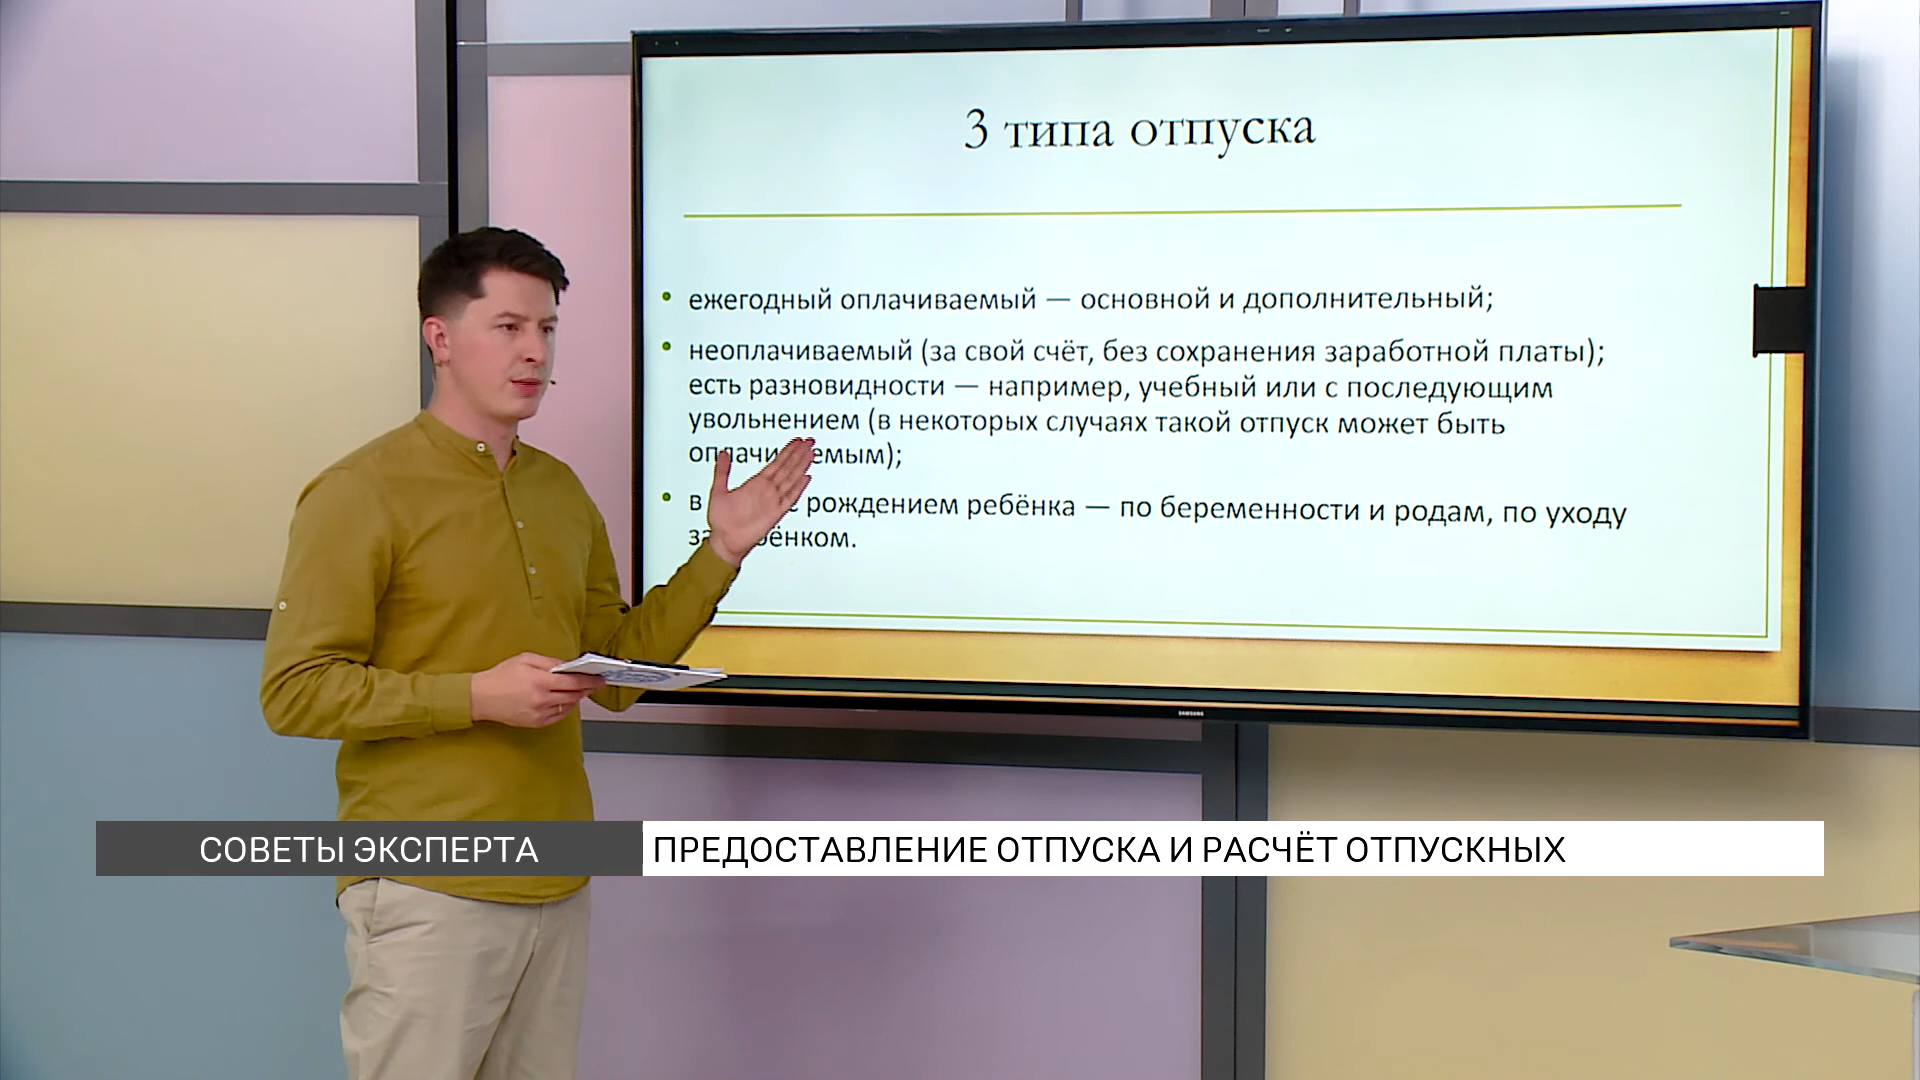 3 типа отпуска
ежегодный оплачиваемый — основной и дополнительный;
неоплачиваемый (за свой счёт, без сохранения заработной платы);
есть разновидности — например, учебный или с последующим
увольнением (в некоторых случаях такой отпуск может быть
в рождением ребёнка — по беременности и родам, по уходу
SAMSUNG
СОВЕТЫ ЭКСПЕРТА
ПРЕДОСТАВЛЕНИЕ ОТПУСКА И РАСЧЁТ ОТПУСКНЫХ